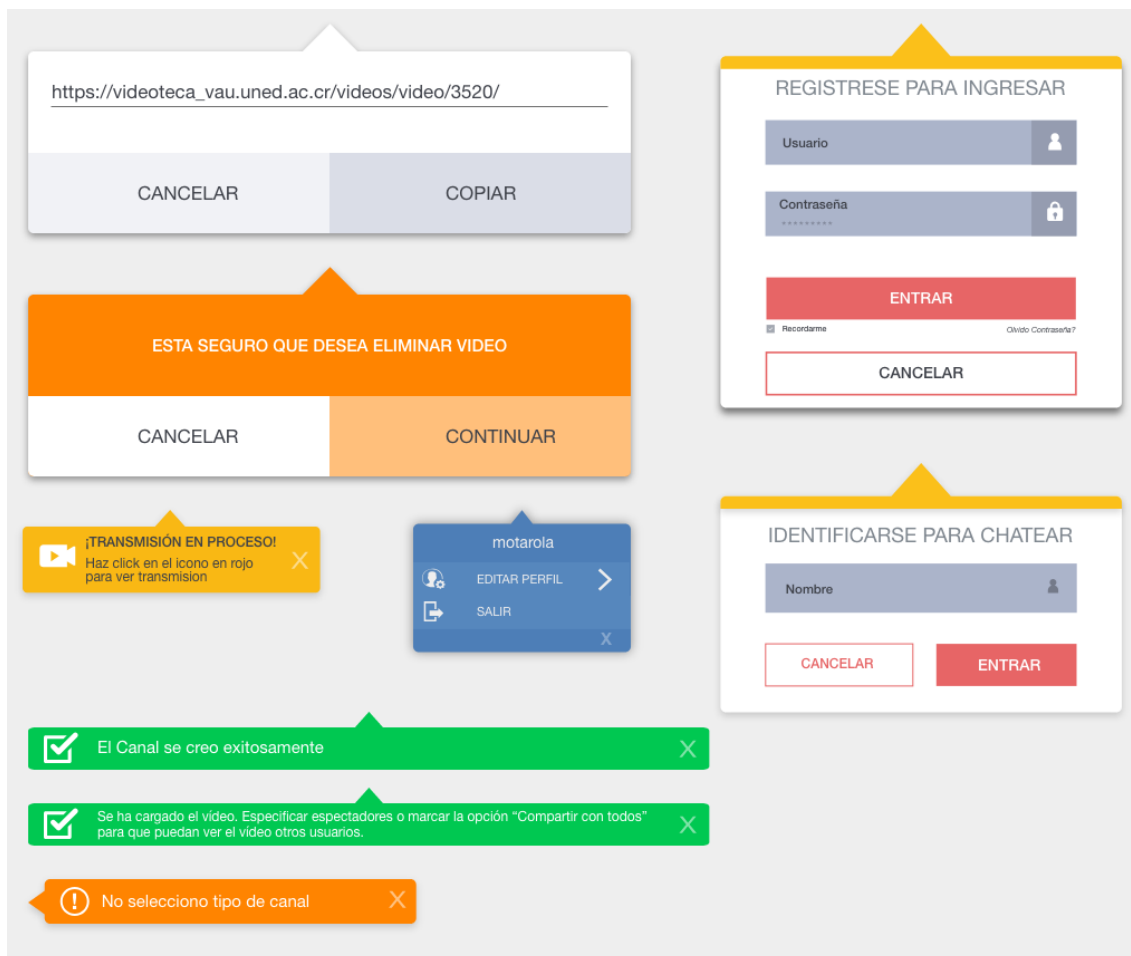 https://videoteca_vau.uned.ac.cr/videos/video/3520/
CANCELAR
COPIAR
ESTA SEGURO QUE DESEA ELIMINAR VIDEO
CANCELAR
CONTINUAR
¡TRANSMISIÓN EN PROCESO!
Haz click en el icono en rojo
para ver transmision
X
motarola
EDITAR PERFIL
SALIR
X
El Canal se creo exitosamente
X
Se ha cargado el vídeo. Especificar espectadores o marcar la opción “Compartir con todos”
para que puedan ver el vídeo otros usuarios.
X
No selecciono tipo de canal
X
REGISTRESE PARA INGRESAR
Usuario
Contraseña
*********
ENTRAR
Recordarme
Olvido Contraseña?
CANCELAR
IDENTIFICARSE PARA CHATEAR
Nombre
CANCELAR
ENTRAR